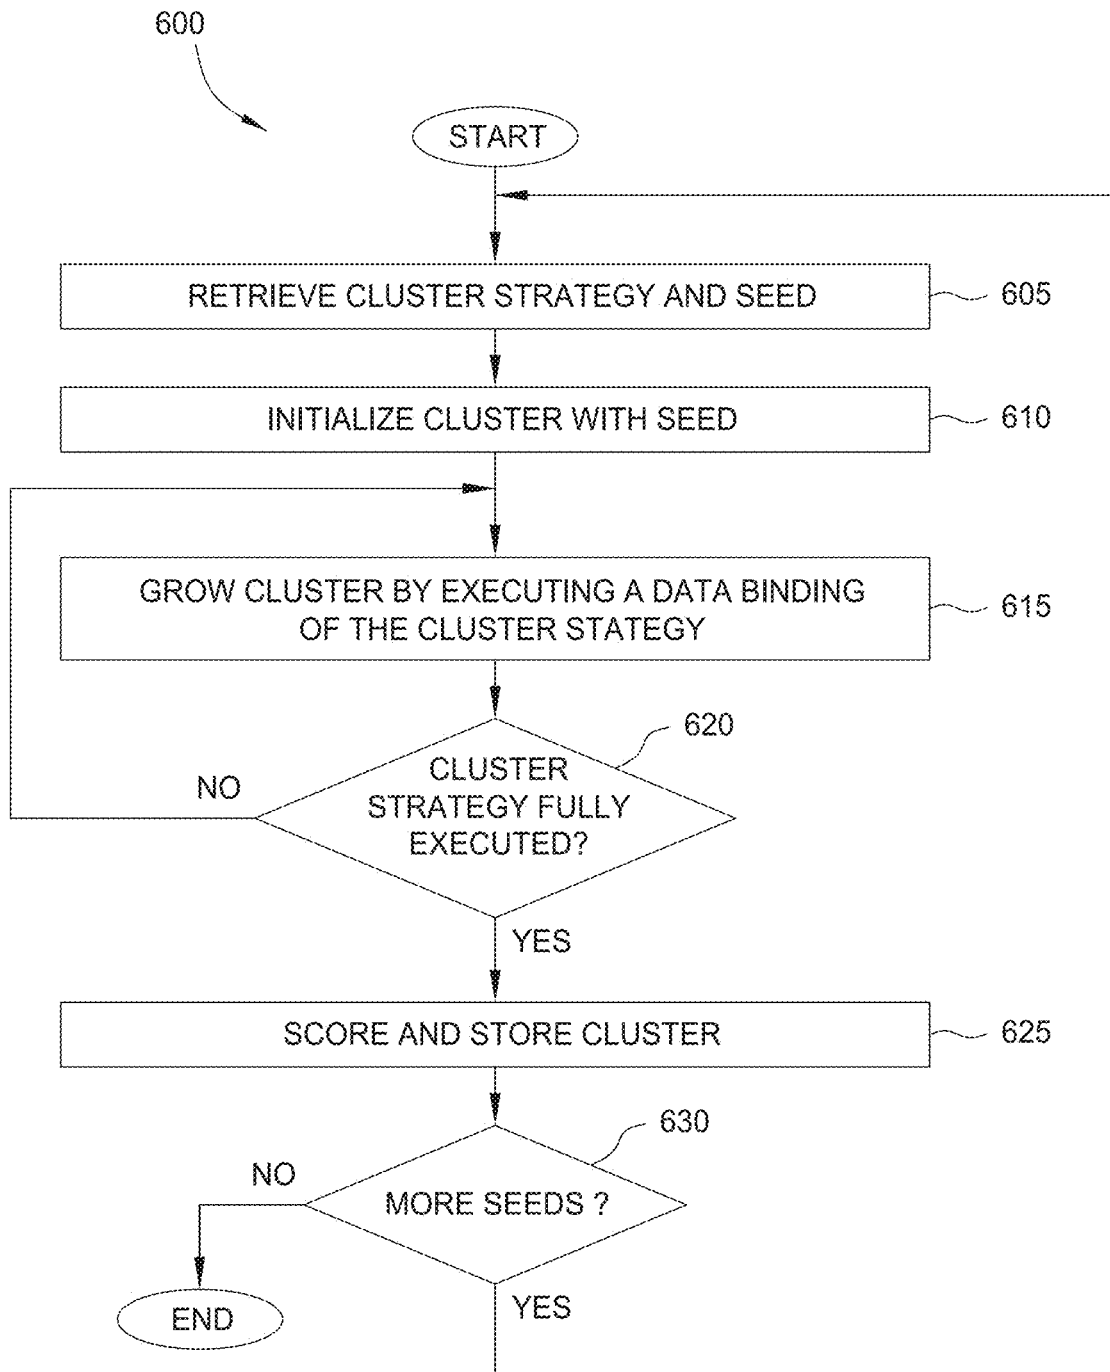 600
START
RETRIEVE CLUSTER STRATEGY AND SEED
605
INITIALIZE CLUSTER WITH SEED
610
GROW CLUSTER BY EXECUTING A DATA BINDING
OF THE CLUSTER STATEGY
615
620
CLUSTER
STRATEGY FULLY
EXECUTED?
NO
YES
SCORE AND STORE CLUSTER
625
630
NO
MORE SEEDS ?
YES
END